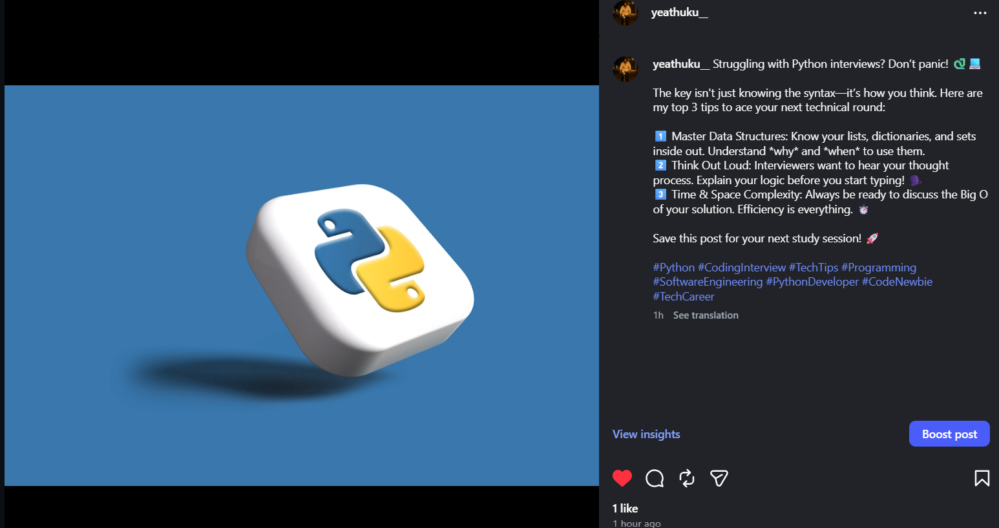 yeathuku__
yeathuku__ Struggling with Python interviews? Don’t panic! 🐍 💻
The key isn't just knowing the syntax—it’s how you think. Here are
my top 3 tips to ace your next technical round:
1️⃣ Master Data Structures: Know your lists, dictionaries, and sets
inside out. Understand *why* and *when* to use them.
2️⃣ Think Out Loud: Interviewers want to hear your thought
process. Explain your logic before you start typing! 🗣️
3️⃣ Time & Space Complexity: Always be ready to discuss the Big O
of your solution. Efficiency is everything. ⏱️
Save this post for your next study session! 🚀
#Python #CodingInterview #TechTips #Programming
#SoftwareEngineering #PythonDeveloper #CodeNewbie
#TechCareer
1h See translation
View insights
Boost post
1 like
1 hour ago